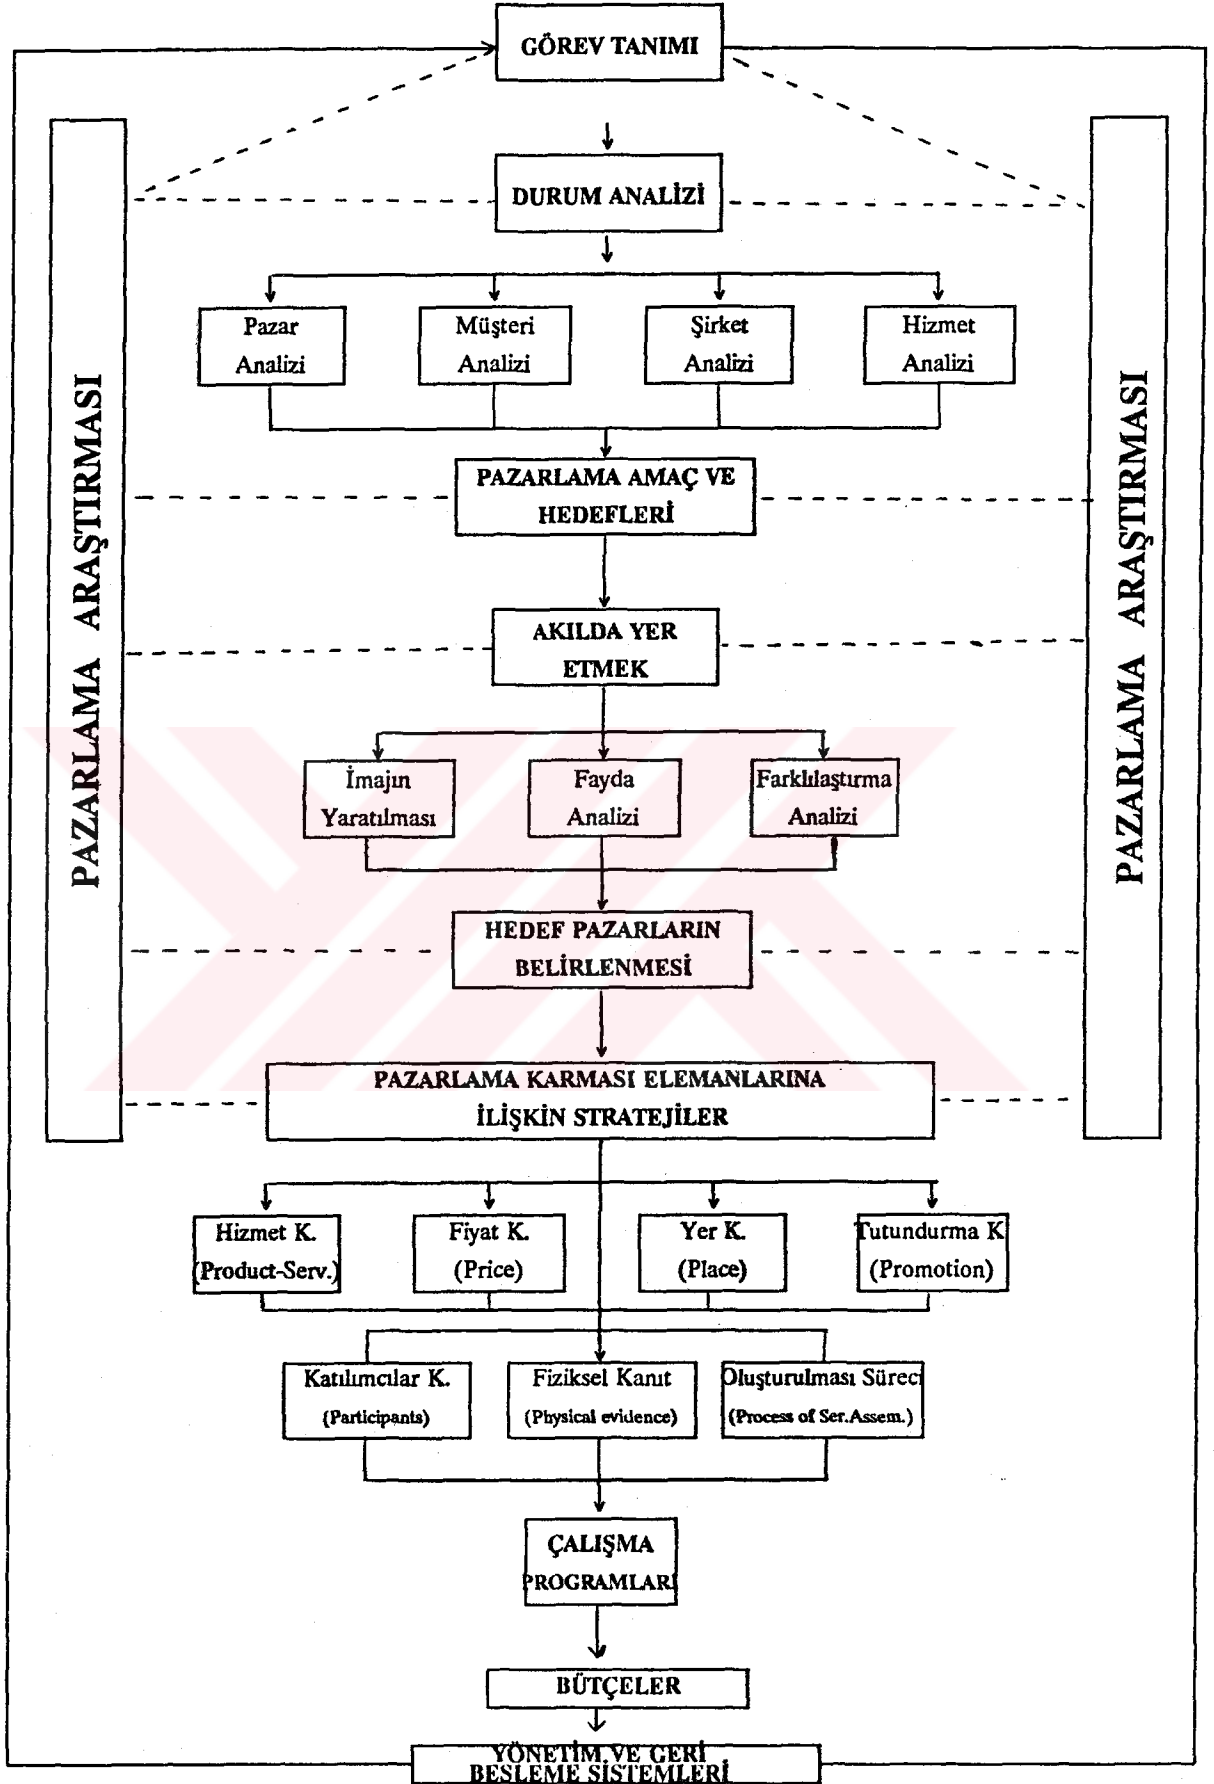 GÖREV TANIMI
DURUM ANALİZİ
Pazar
Analizi
Müşteri
Analizi
Şirket
Analizi
Hizmet
Analizi
PAZARLAMA ARAŞTIRMASI
PAZARLAMA ARAŞTIRMASI
PAZARLAMA AMAÇ VE
HEDEFLERİ
AKILDA YER
ETMEK
İmajın
Yaratılması
Fayda
Analizi
Farklılaştırma
Analizi
HEDEF PAZARLARIN
BELİRLENMESİ
PAZARLAMA KARMASI ELEMANLARINA
İLİŞKİN STRATEJİLER
Hizmet K.
(Product-Serv.)
Fiyat K.
(Price)
Yer K.
(Place)
Tutundurma K
(Promotion)
Katılımcılar K.
(Participants)
Fiziksel Kanıt
(Physical evidence)
Oluşturulması Süreci
(Process of Ser.Assem.)
ÇALIŞMA
PROGRAMLARI
BÜTÇELER
YÖNETİM VE GERİ
BESLEME SİSTEMLERİ